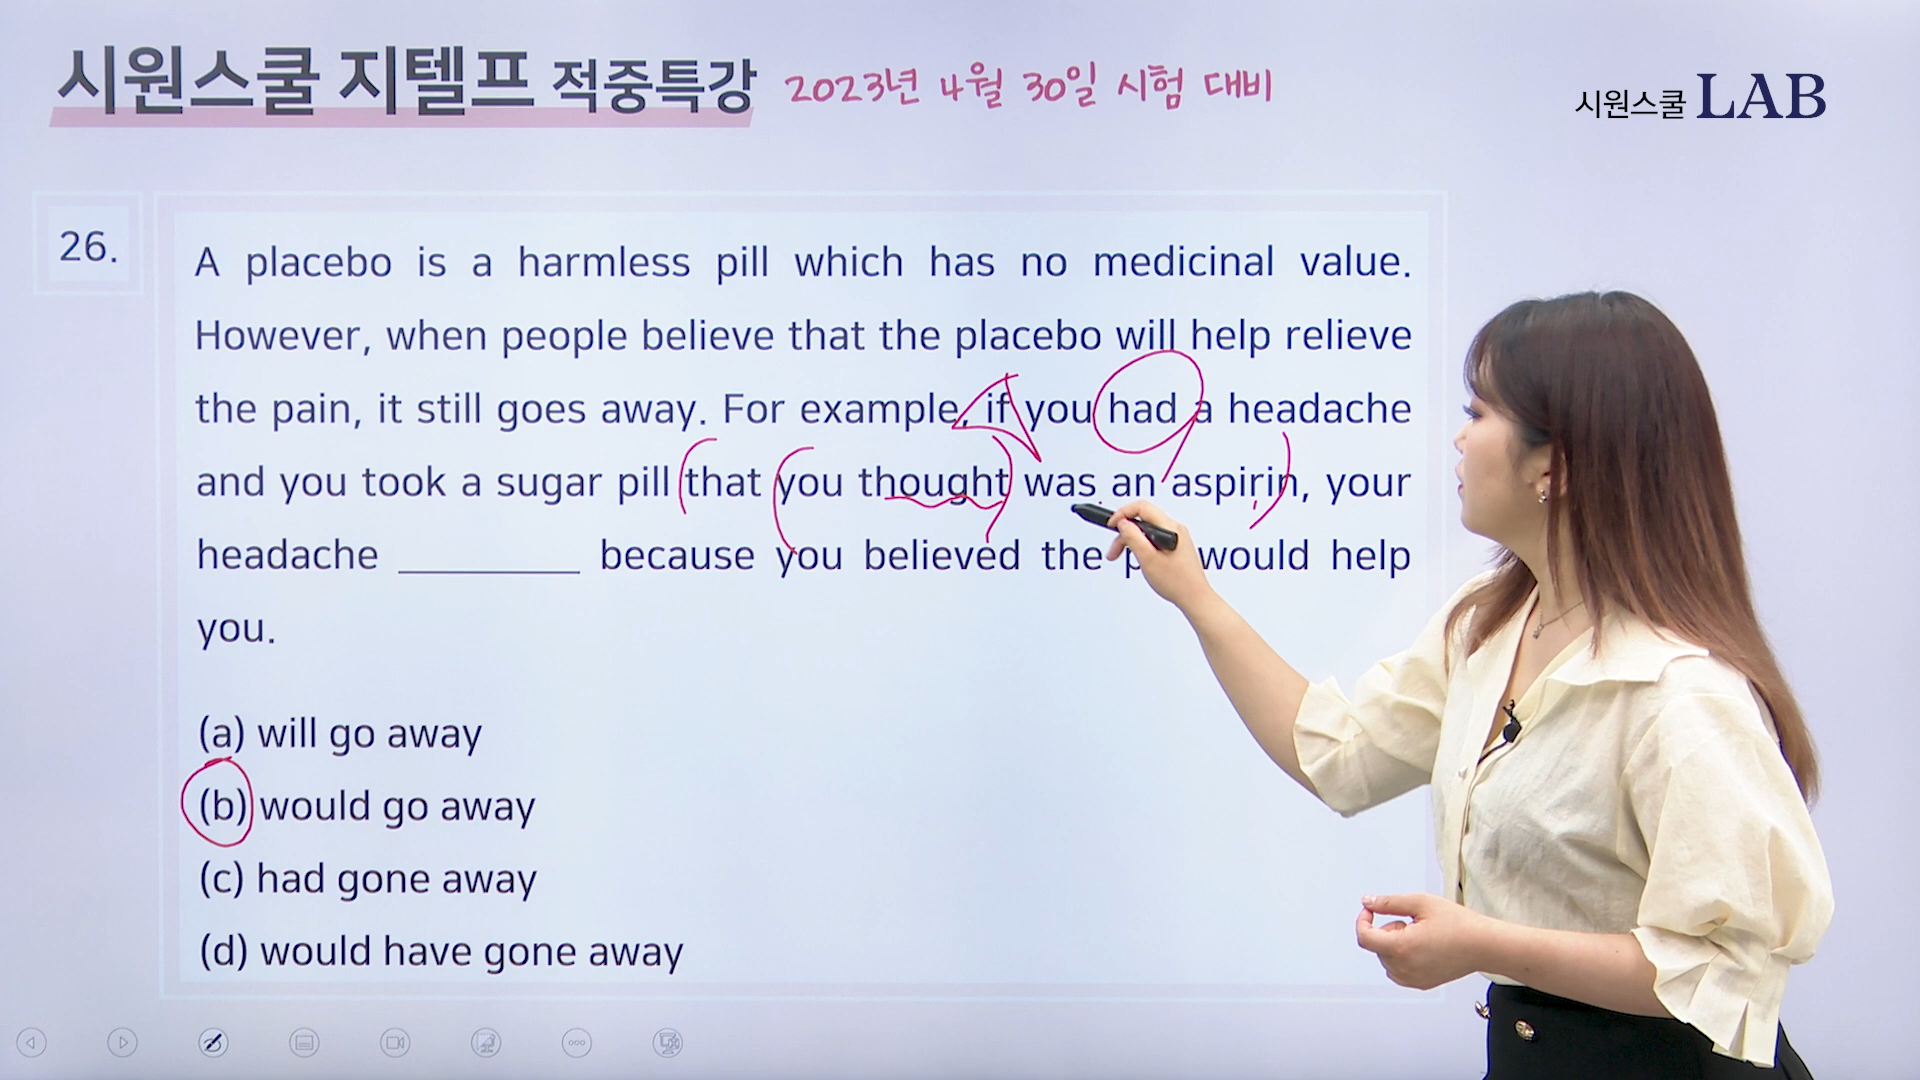 시원스쿨 지텔프 적중특강 2023년 4월 30일 시험 대비
시원스쿨 LAB
26.
A placebo is a harmless pill which has no medicinal value.
However, when people believe that the placebo will help relieve
the pain, it still goes away. For example, if you had a headache
and you took a sugar pill that you thought was an aspirin, your
headache ________ because you believed the would help
you.
(a) will go away
(b) would go away
(c) had gone away
(d) would have gone away